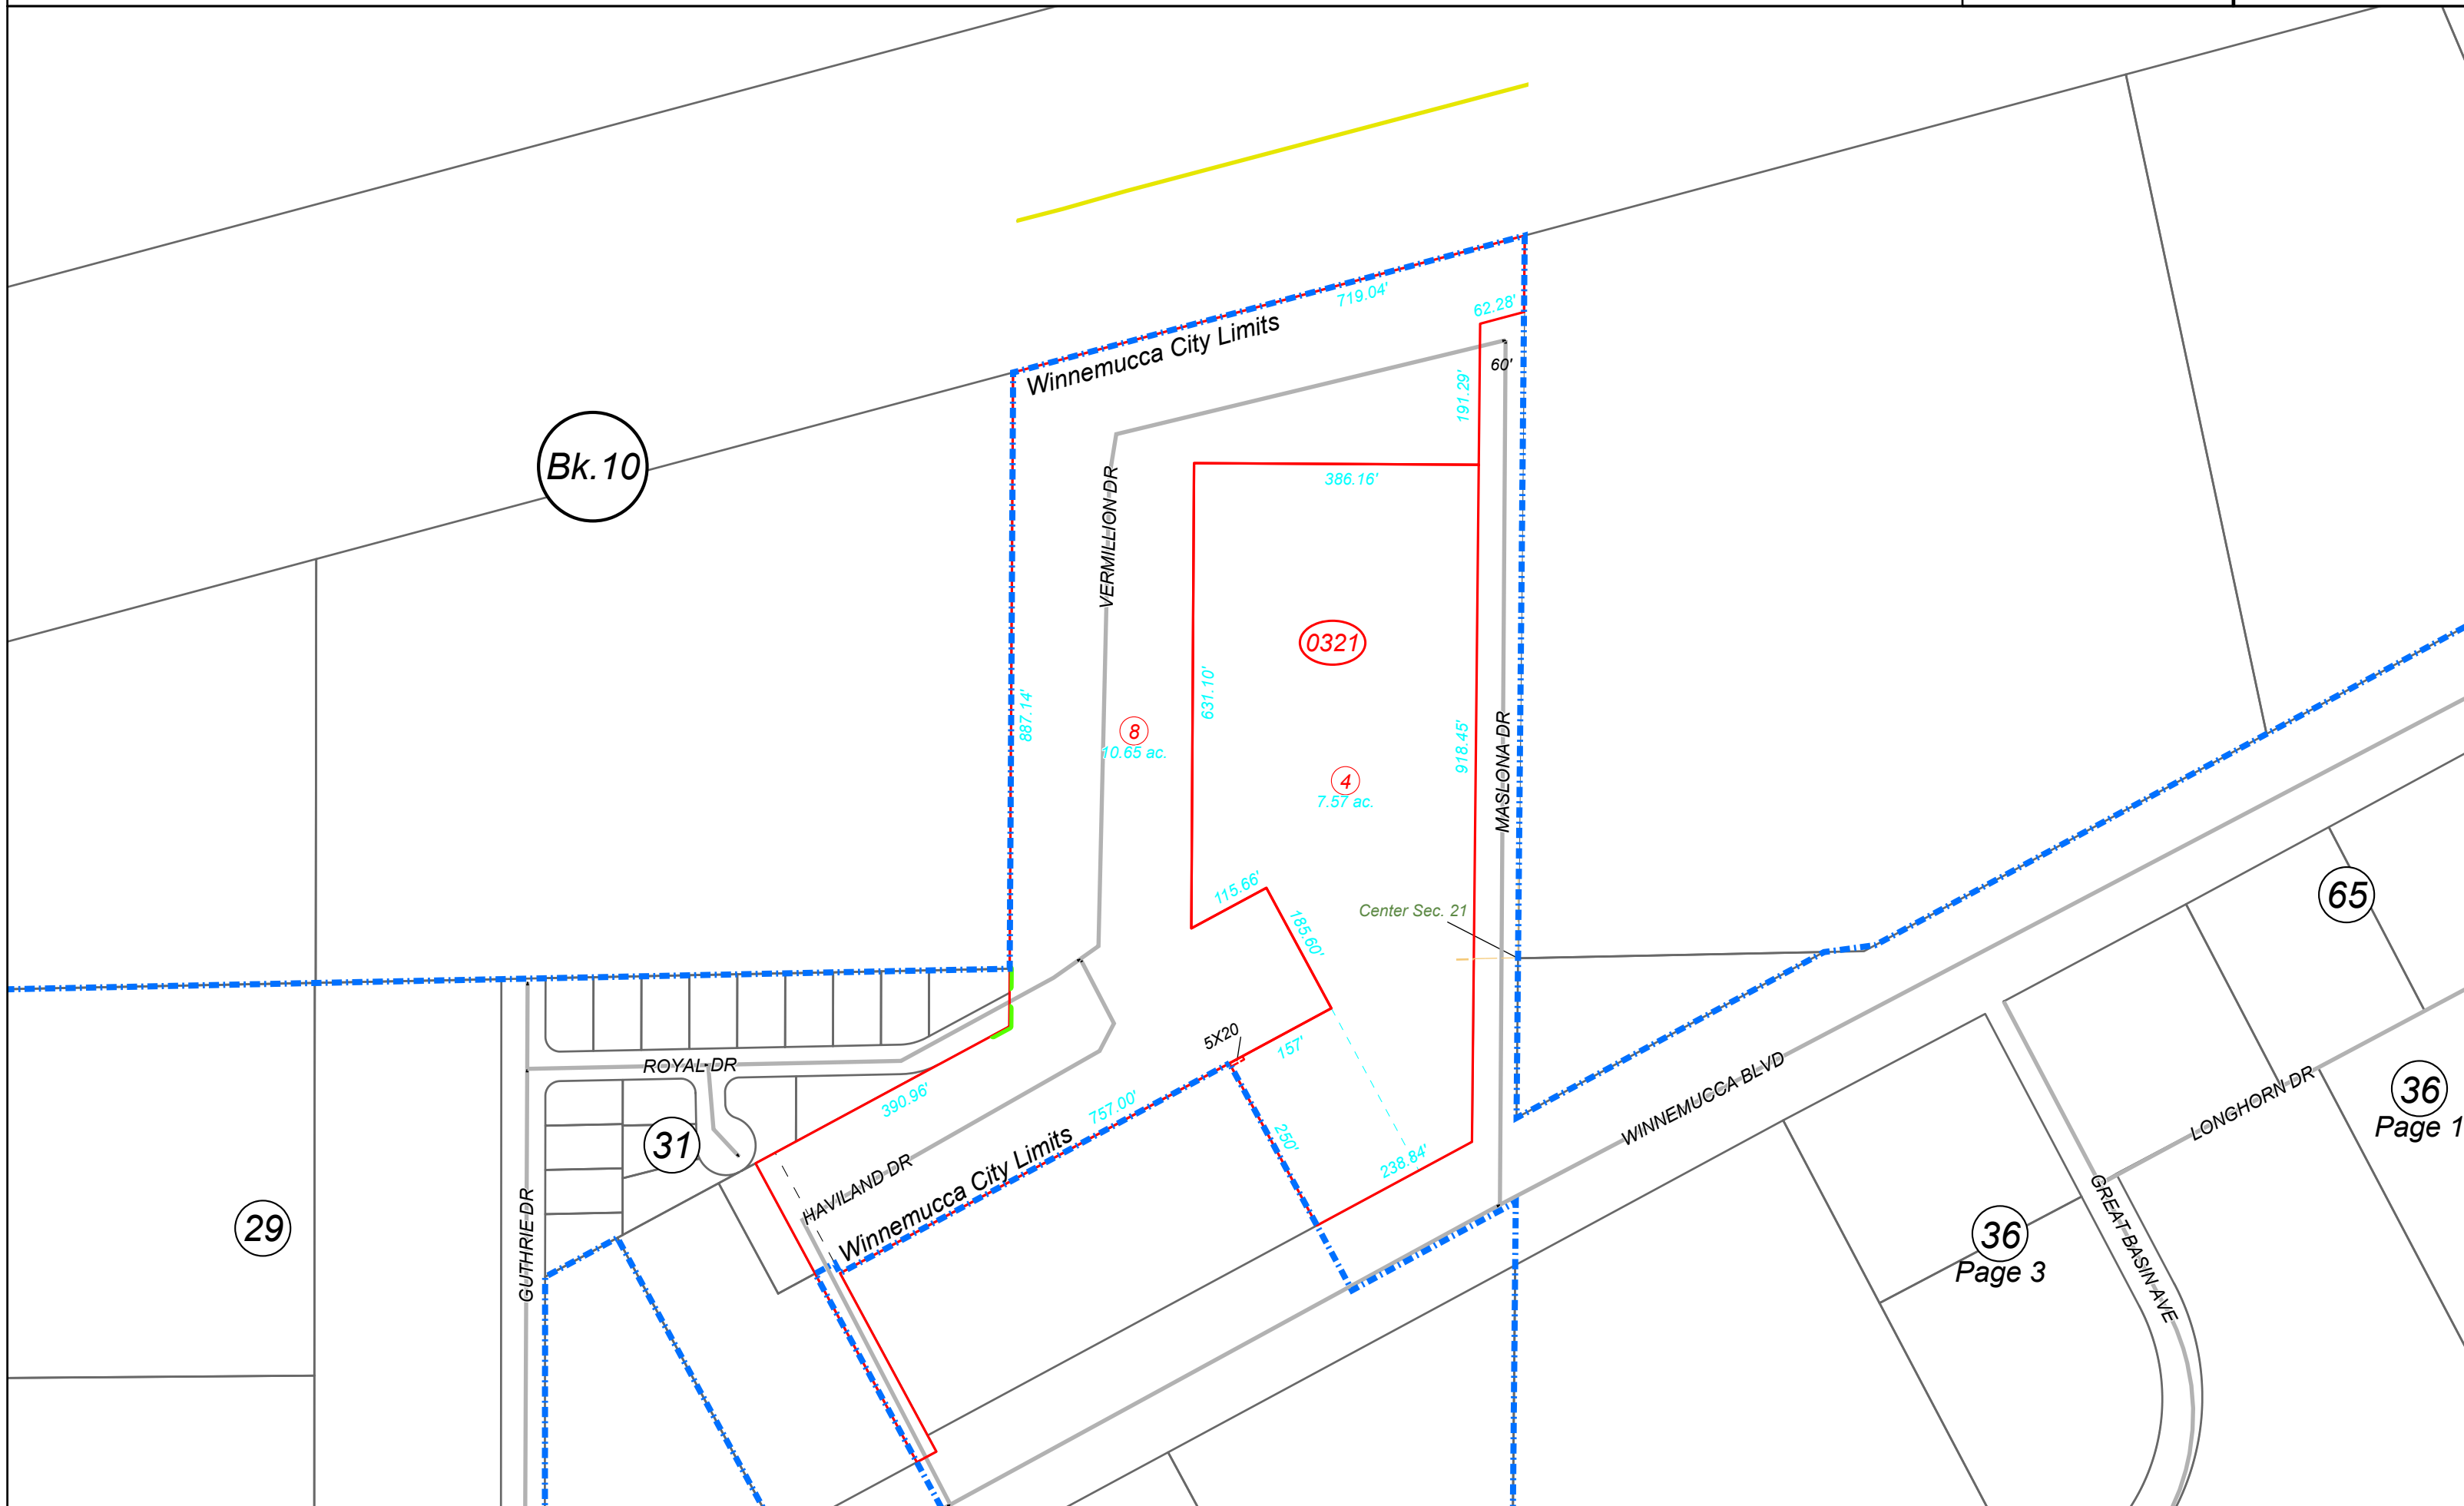 719.04'
62.28'
Winnemucca City Limits
60'
191.29'
Bk.10
386.16'
VERMILLION DR
0321
631.10'
887.14'
8
10.65 ac.
918.45'
MASLONA DR
4
7.57 ac.
115.66'
185.60'
Center Sec. 21
65
5X20
157'
ROYAL DR
390.96'
757.00'
250'
238.84'
WINNEMUCCA BLVD
LONGHORN DR
36
Page 1
31
HAVILAND DR
Winnemucca City Limits
29
GUTHRIE DR
36
Page 3
GREAT BASIN AVE